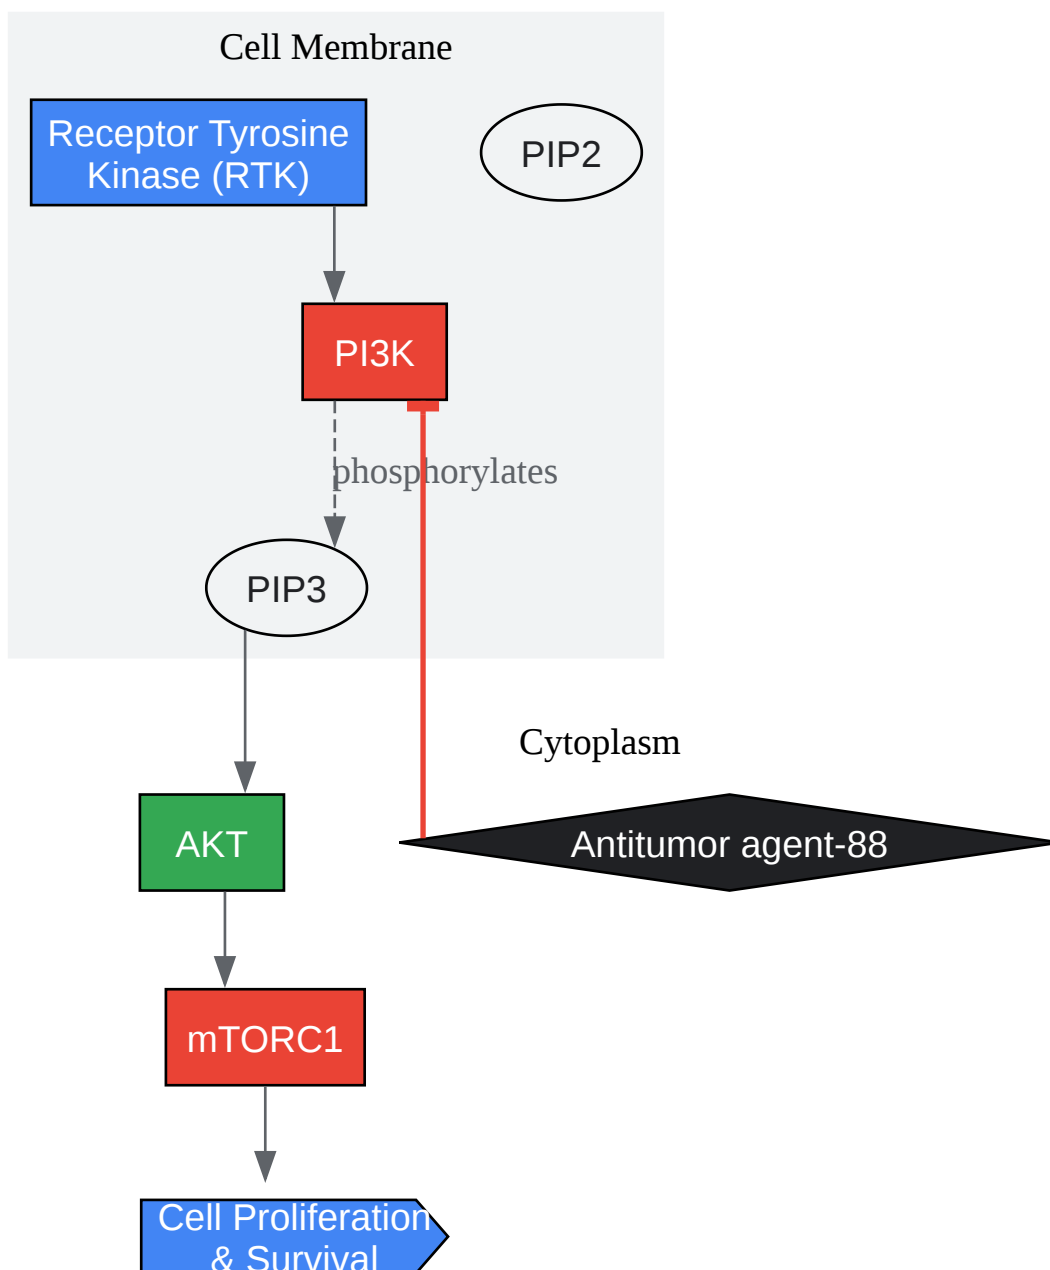 Cell Membrane
Receptor Tyrosine
Kinase (RTK)
PIP2
PI3K
phosphorylates
PIP3
Cytoplasm
AKT
Antitumor agent-88
mTORC1
Cell Proliferation
& Survival